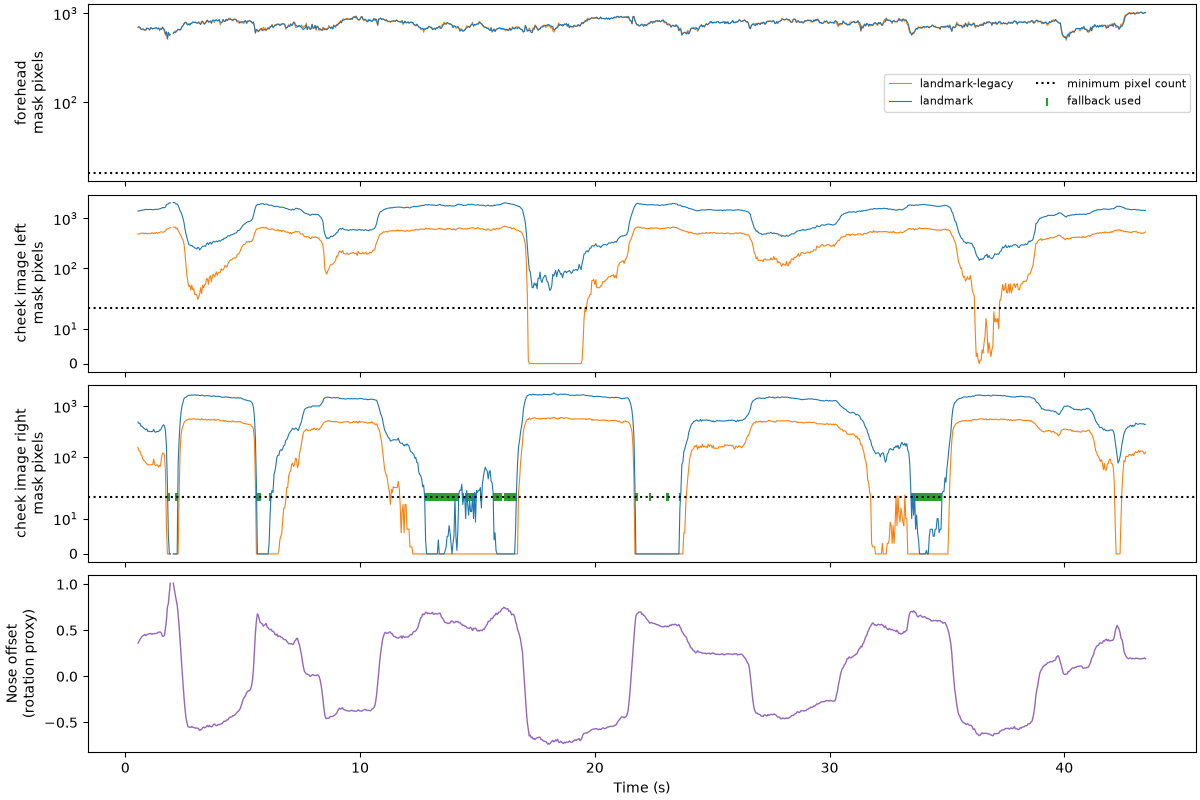 10³
10²
forehead
mask pixels
landmark-legacy
landmark
minimum pixel count
fallback used
10³
10²
10¹
0
cheek image left
mask pixels
10³
10²
10¹
0
cheek image right
mask pixels
1.0
0.5
0.0
−0.5
Nose offset
(rotation proxy)
0 10 20 30 40
Time (s)